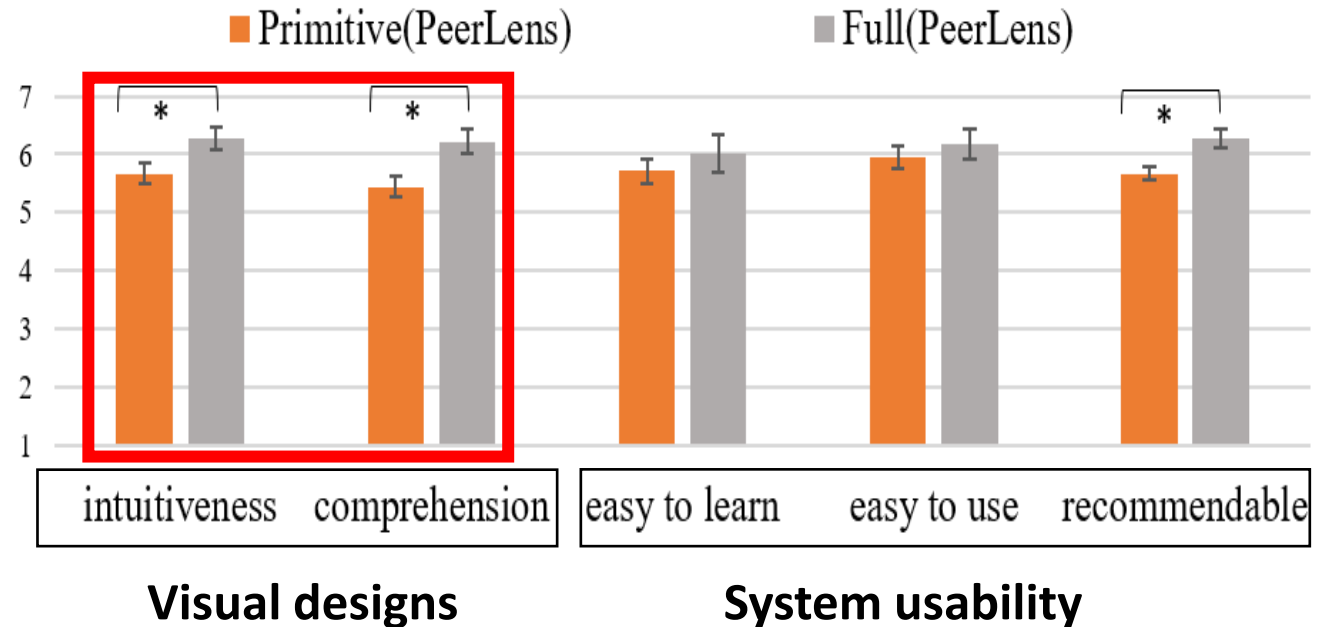 Primitive(PeerLens) Full(PeerLens)
7
* * *
6
5
4
3
2
1
intuitiveness comprehension easy to learn easy to use recommendable
Visual designs System usability